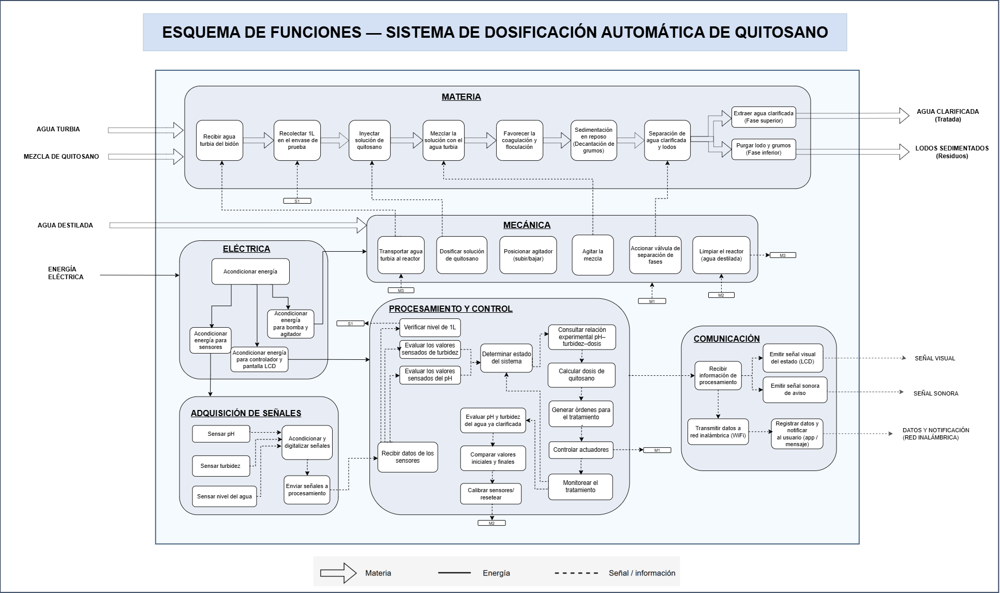 ESQUEMA DE FUNCIONES — SISTEMA DE DOSIFICACIÓN AUTOMÁTICA DE QUITOSANO
MATERIA
AGUA TURBIA
MEZCLA DE QUITOSANO
Recibir agua
turbia del bidón
Recolectar 1L
en el envase de
prueba
Inyectar
solución de
quitosano
Mezclar la
solución con el
agua turbia
Favorecer la
coagulación y
floculación
Sedimentación
en reposo
(Decantación de
grumos)
Separación de
agua clarificada
y lodos
Extraer agua clarificada
(Fase superior)
Purgar lodo y grumos
(Fase inferior)
AGUA CLARIFICADA
(Tratada)
LODOS SEDIMENTADOS
(Residuos)
S1
AGUA DESTILADA
MECÁNICA
Transportar agua
turbia al reactor
Dosificar solución
de quitosano
Posicionar agitador
(subir/bajar)
Agitar la
mezcla
Accionar válvula de
separación de
fases
Limpiar el reactor
(agua destilada)
M3
M3
M1
M2
ENERGÍA
ELÉCTRICA
ELÉCTRICA
Acondicionar energía
Acondicionar
energía
para bomba y
agitador
Acondicionar
energía para
sensores
Acondicionar energía
para controlador y
pantalla LCD
ADQUISICIÓN DE SEÑALES
Sensar pH
Sensar turbidez
Sensar nivel del agua
Acondicionar y
digitalizar señales
Enviar señales a
procesamiento
PROCESAMIENTO Y CONTROL
S1
Verificar nivel de 1L
Evaluar los valores
sensados de turbidez
Evaluar los valores
sensados del pH
Determinar estado
del sistema
Consultar relación
experimental pH–
turbidez–dosis
Calcular dosis de
quitosano
Generar órdenes para
el tratamiento
Controlar actuadores
M1
Monitorear el
tratamiento
Evaluar pH y turbidez
del agua ya clarificada
Comparar valores
iniciales y finales
Calibrar sensores/
resetear
M2
Recibir datos de los
sensores
COMUNICACIÓN
Recibir
información de
procesamiento
Emitir señal visual
del estado (LCD)
Emitir señal sonora
de aviso
Transmitir datos a
red inalámbrica (WiFi)
Registrar datos y
notificar
al usuario (app /
mensaje)
SEÑAL VISUAL
SEÑAL SONORA
DATOS Y NOTIFICACIÓN
(RED INALÁMBRICA)
Materia
Energía
Señal / información